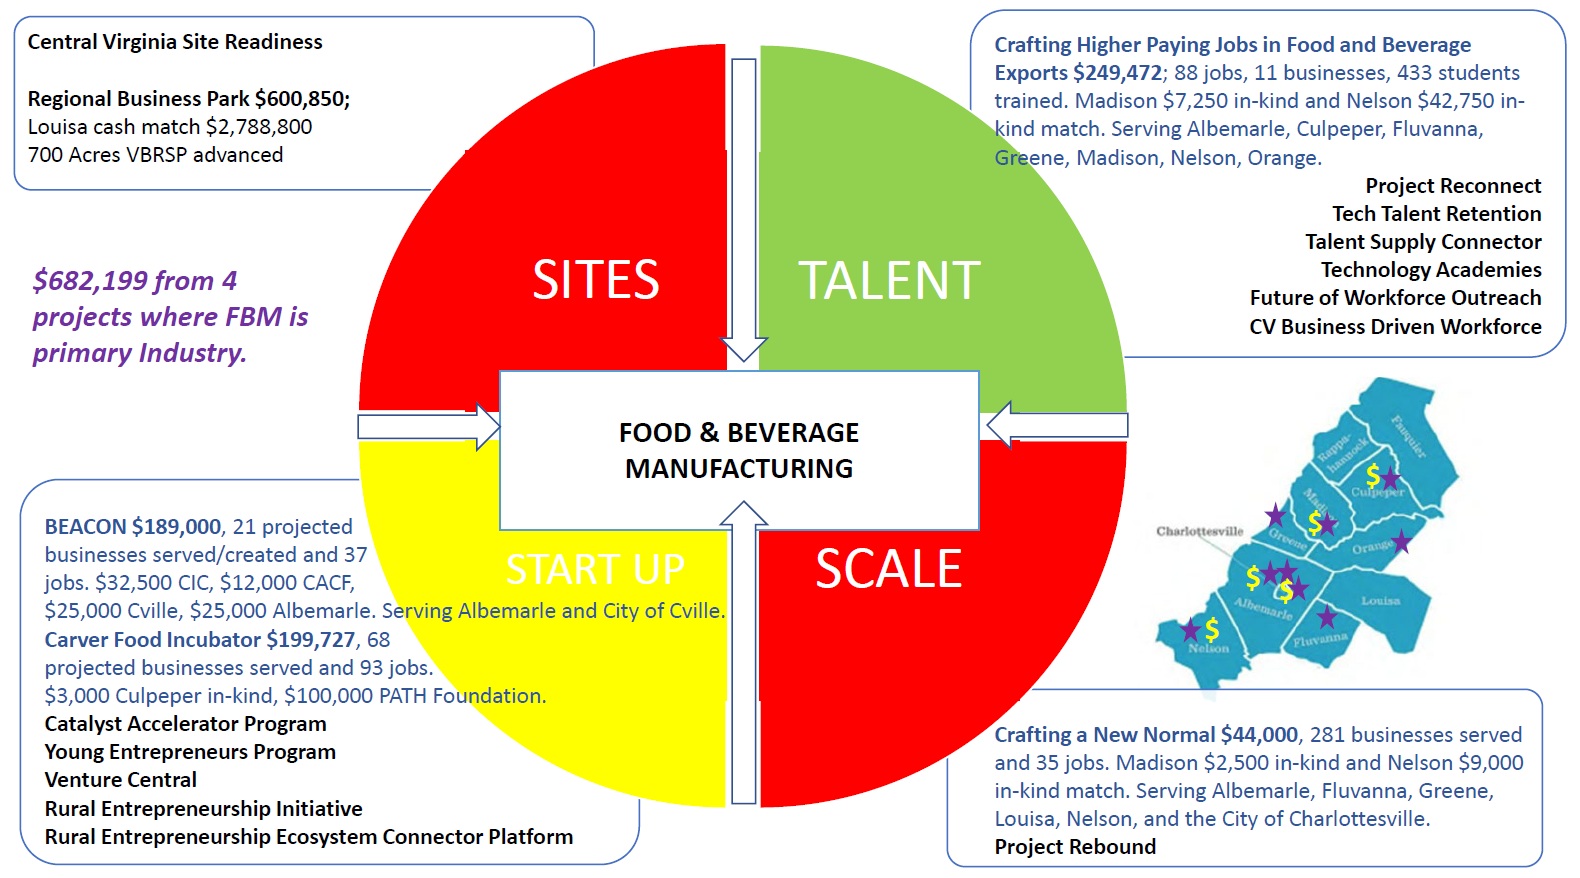 Central Virginia Site Readiness
Regional Business Park $600,850;
Louisa cash match $2,788,800
700 Acres VBRSP advanced
Crafting Higher Paying Jobs in Food and Beverage
Exports $249,472; 88 jobs, 11 businesses, 433 students
trained. Madison $7,250 in-kind and Nelson $42,750 in-
kind match. Serving Albemarle, Culpeper, Fluvanna,
Greene, Madison, Nelson, Orange.
Project Reconnect
Tech Talent Retention
Talent Supply Connector
Technology Academies
Future of Workforce Outreach
CV Business Driven Workforce
SITES
TALENT
$682,199 from 4
projects where FBM is
primary Industry.
FOOD & BEVERAGE
MANUFACTURING
START UP
SCALE
BEACON $189,000, 21 projected
businesses served/created and 37
jobs. $32,500 CIC, $12,000 CACF,
$25,000 Cville, $25,000 Albemarle. Serving Albemarle and City of Cville.
Carver Food Incubator $199,727, 68
projected businesses served and 93 jobs.
$3,000 Culpeper in-kind, $100,000 PATH Foundation.
Catalyst Accelerator Program
Young Entrepreneurs Program
Venture Central
Rural Entrepreneurship Initiative
Rural Entrepreneurship Ecosystem Connector Platform
Fauquier
Rappa-
hannock
$
Culpeper
Madison
$
Charlottesville
Greene
Orange
$
$
Albemarle
Louisa
Fluvanna
$
Nelson
Crafting a New Normal $44,000, 281 businesses served
and 35 jobs. Madison $2,500 in-kind and Nelson $9,000
in-kind match. Serving Albemarle, Fluvanna, Greene,
Louisa, Nelson, and the City of Charlottesville.
Project Rebound